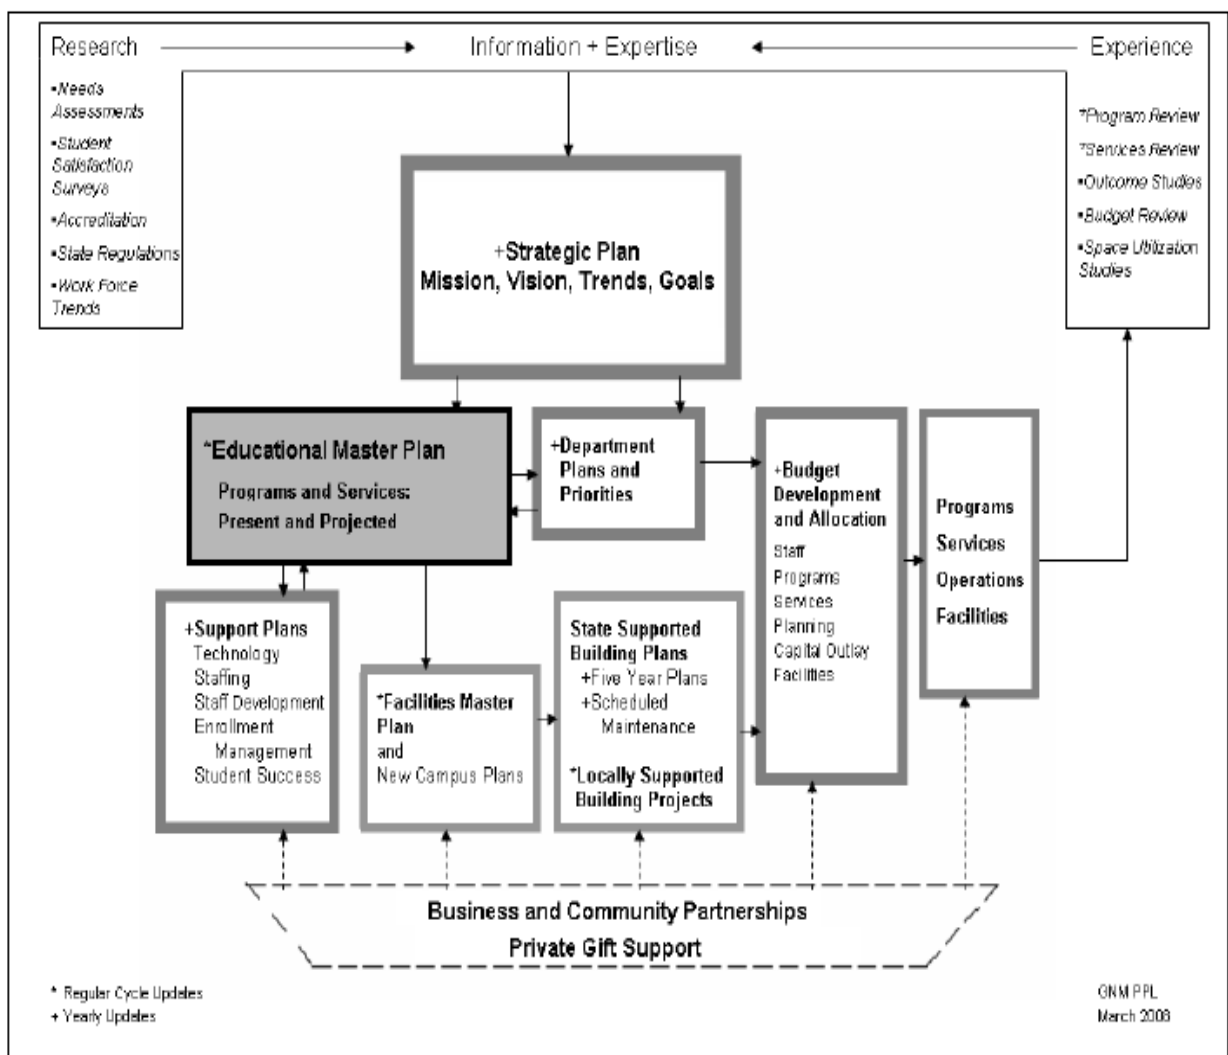 Research
Information + Expertise
Experience
•Needs
Assessments
•Student
Satisfaction
Surveys
•Accreditation
•State Regulations
•Work Force
Trends
*Program Review
*Services Review
•Outcome Studies
•Budget Review
•Space Utilization
Studies
+Strategic Plan
Mission, Vision, Trends, Goals
*Educational Master Plan
Programs and Services:
Present and Projected
+Department
Plans and
Priorities
+Budget
Development
and Allocation
Staff
Programs
Services
Planning
Capital Outlay
Facilities
Programs
Services
Operations
Facilities
+Support Plans
Technology
Staffing
Staff Development
Enrollment
Management
Student Success
*Facilities Master
Plan
and
New Campus Plans
State Supported
Building Plans
+Five Year Plans
+Scheduled
Maintenance
*Locally Supported
Building Projects
Business and Community Partnerships
Private Gift Support
* Regular Cycle Updates
+ Yearly Updates
GNM PPL
March